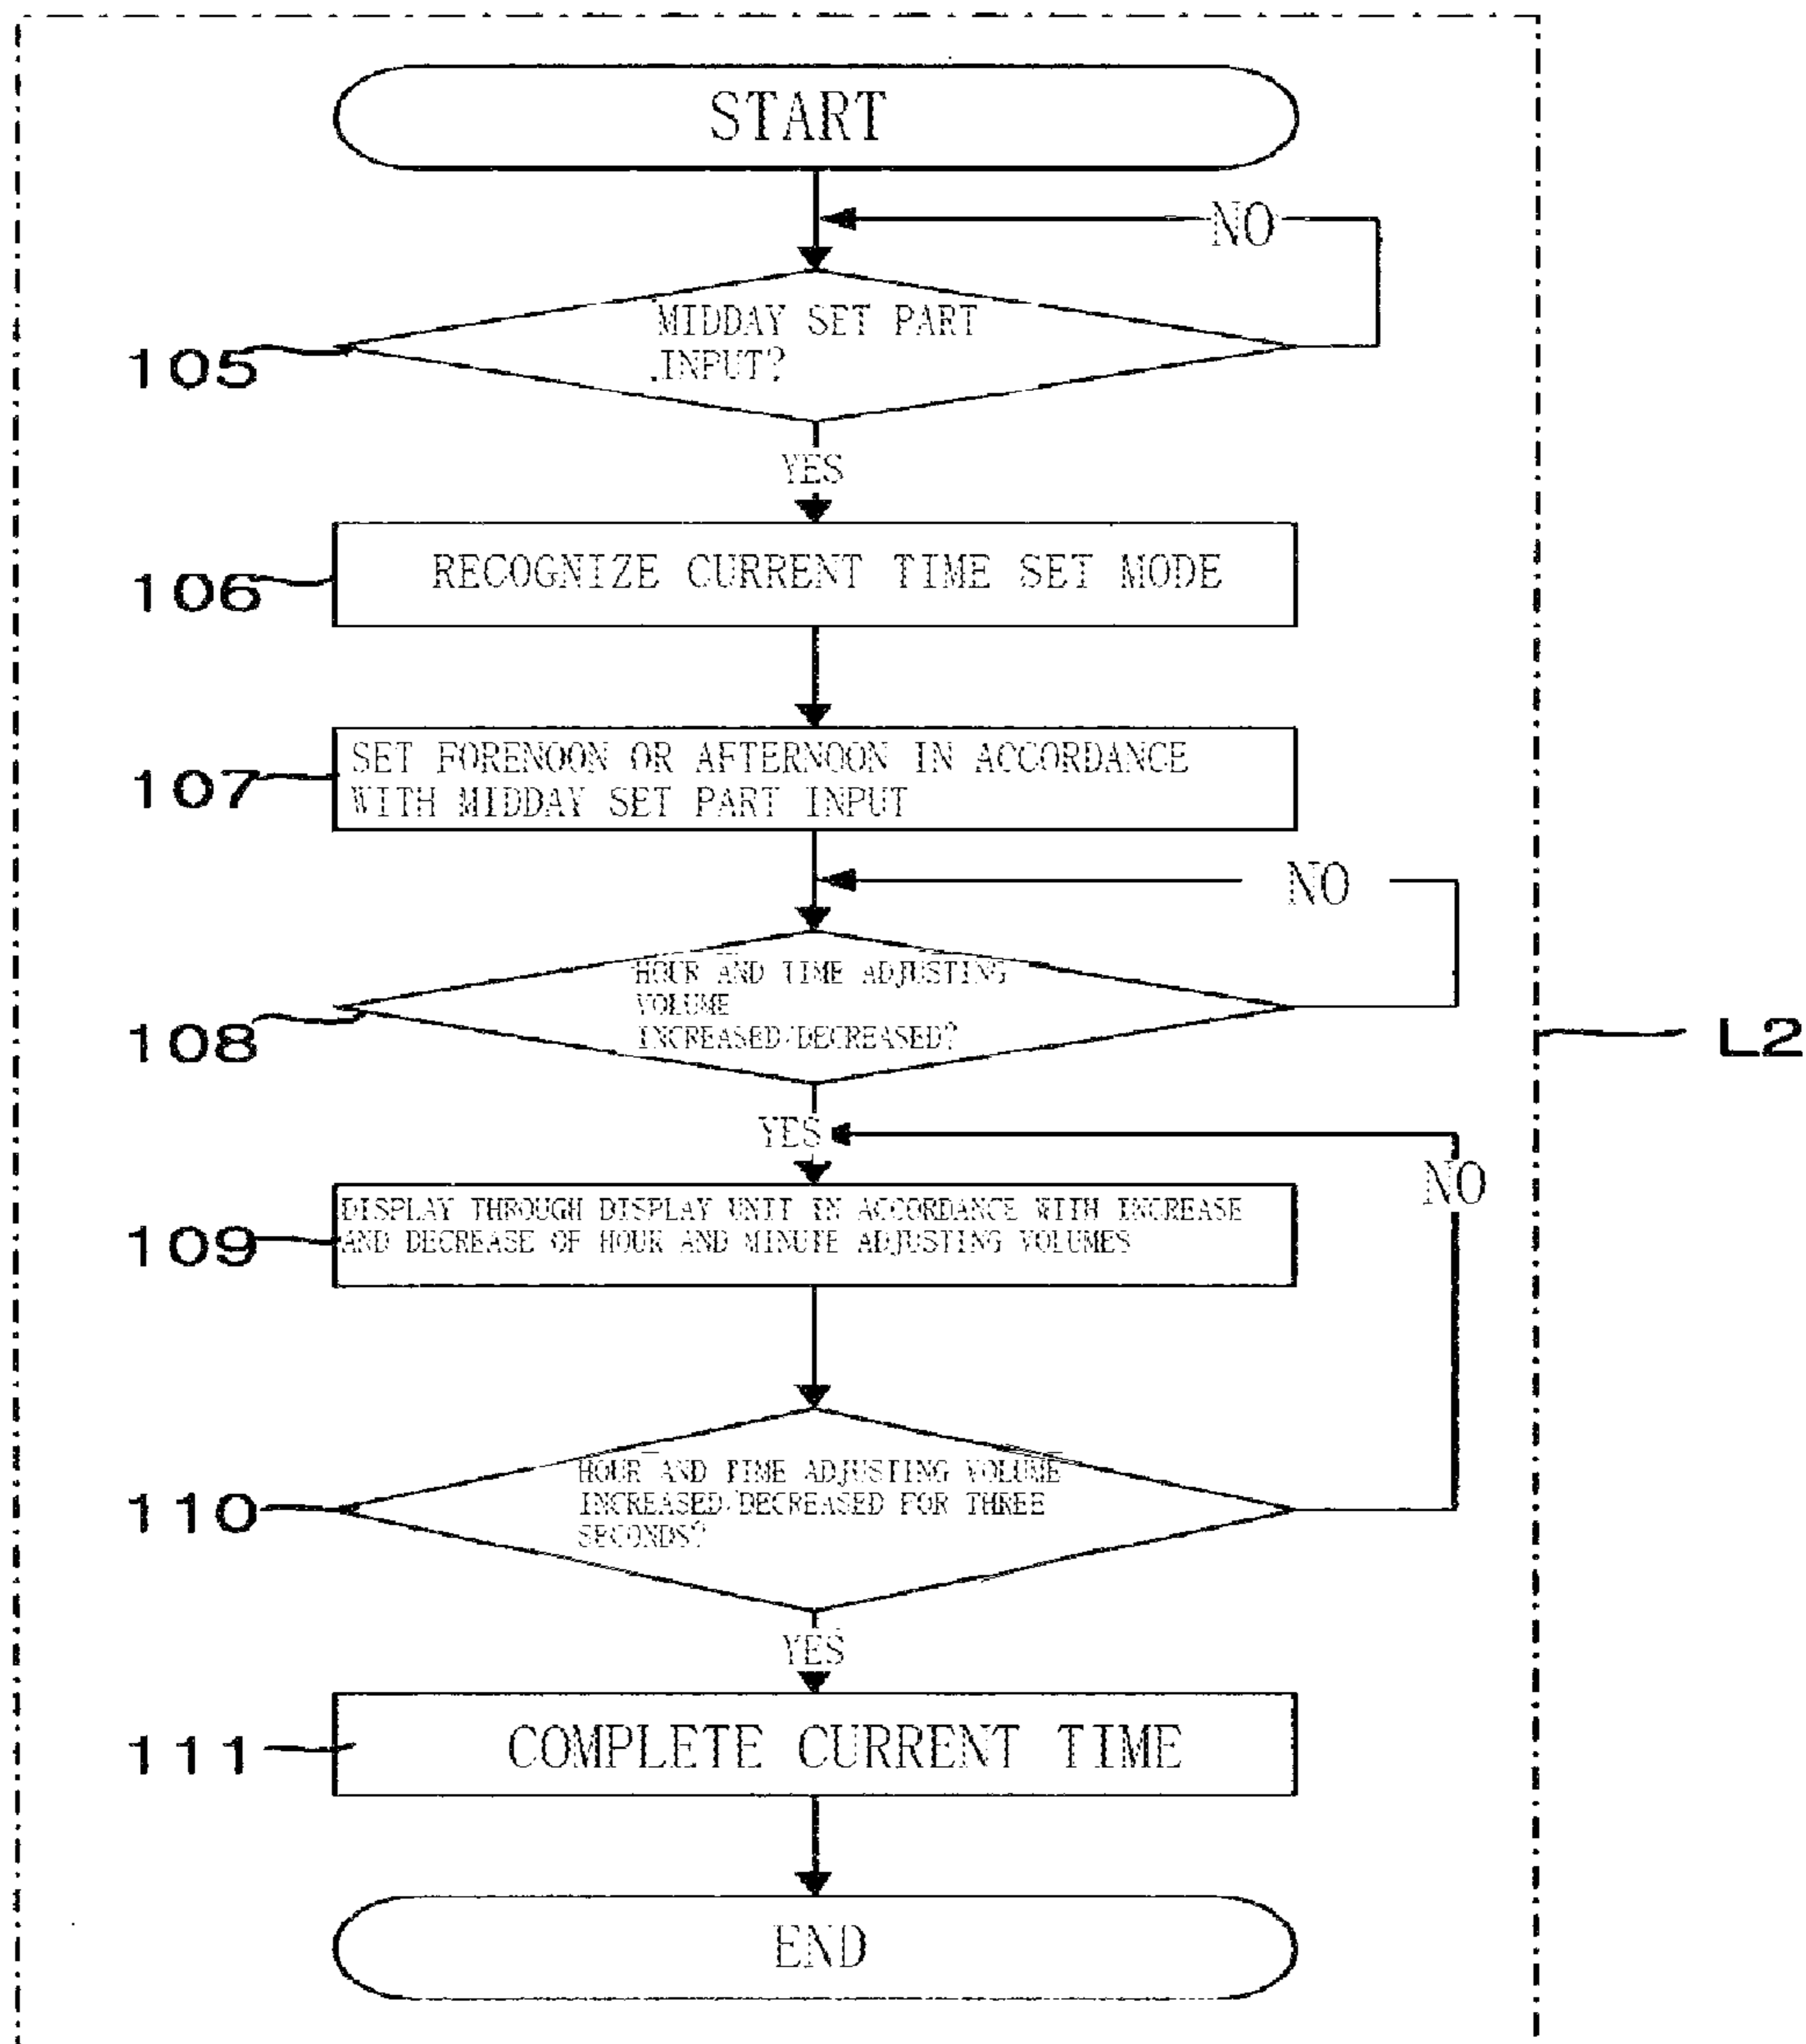 START
NO
MIDDAY SET PART
INPUT?
105
YES
RECOGNIZE CURRENT TIME SET MODE
106
SET FORENOON OR AFTERNOON IN ACCORDANCE
WITH MIDDAY SET PART INPUT
107
NO
HOUR AND TIME ADJUSTING
VOLUME
INCREASED/DECREASED?
108
L2
YES
NO
DISPLAY THROUGH DISPLAY UNIT IN ACCORDANCE WITH INCREASE
AND DECREASE OF HOUR AND MINUTE ADJUSTING VOLUMES
109
HOUR AND TIME ADJUSTING VOLUME
INCREASED/DECREASED FOR THREE
SECONDS?
110
YES
COMPLETE CURRENT TIME
111
END